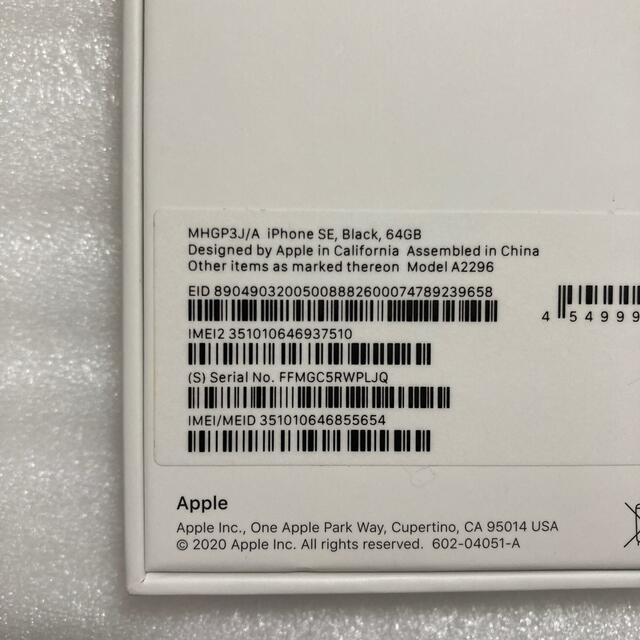 MHGP3J/A iPhone SE, Black, 64GB
Designed by Apple in California Assembled in China
Other items as marked thereon Model A2296
EID 89049032005008882600074789239658
IMEI2 351010646937510
(S) Serial No. FFMGC5RWPLJQ
IMEI/MEID 351010646855654
4 54999
Apple
Apple Inc., One Apple Park Way, Cupertino, CA 95014 USA
© 2020 Apple Inc. All rights reserved. 602-04051-A